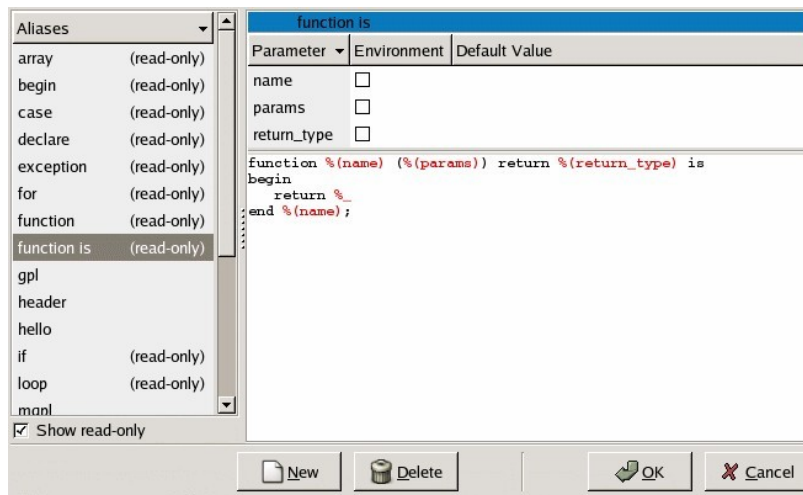 Aliases
array (read-only)
begin (read-only)
case (read-only)
declare (read-only)
exception (read-only)
for (read-only)
function (read-only)
function is (read-only)
gpl
header
hello
if (read-only)
loop (read-only)
mgpl
Show read-only
function is
Parameter Environment Default Value
name
params
return_type
function %(name) (%(params)) return %(return_type) is
begin
return %_
end %(name);
New Delete OK Cancel